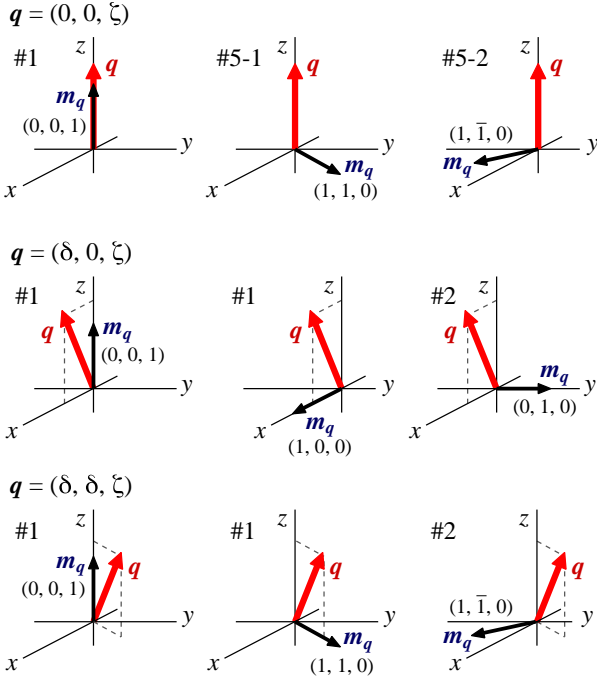 q = (0, 0, ζ)
#1 z q
m_q
(0, 0, 1)
y
x
#5-1 z q
y
m_q
(1, 1, 0)
x
#5-2 z q
(1, 1̅, 0)
m_q
y
x
q = (δ, 0, ζ)
#1 z
q
m_q
(0, 0, 1)
y
x
#1 z
q
y
m_q
(1, 0, 0)
x
#2 z
q
m_q
y
(0, 1, 0)
x
q = (δ, δ, ζ)
#1 z
m_q q
(0, 0, 1)
y
x
#1 z
q
y
m_q
(1, 1, 0)
x
#2 z
q
(1, 1̅, 0)
m_q
y
x